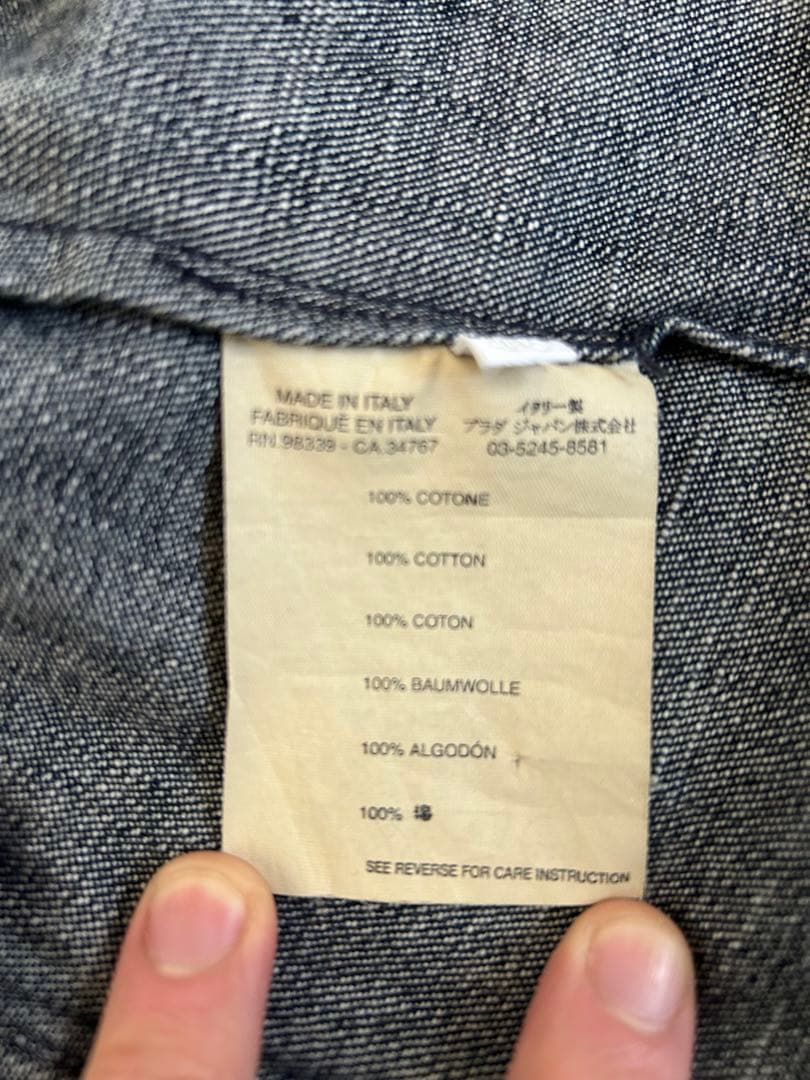 MADE IN ITALY
FABRIQUÉ EN ITALY
RN 98339 - CA 34767
イタリー製
プラダ ジャパン株式会社
03-5245-8581
100% COTONE
100% COTTON
100% COTON
100% BAUMWOLLE
100% ALGODÓN
100% 綿
SEE REVERSE FOR CARE INSTRUCTION